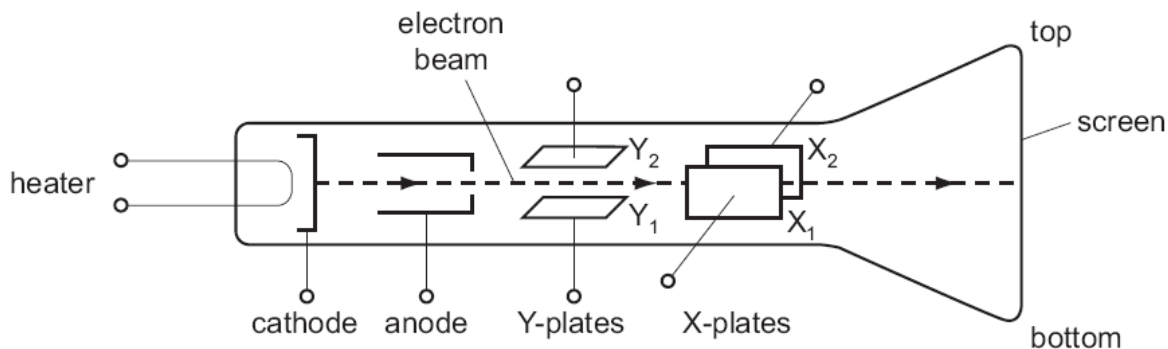 electron
beam
top
screen
Y₂
X₂
heater
Y₁
X₁
cathode
anode
Y-plates
X-plates
bottom